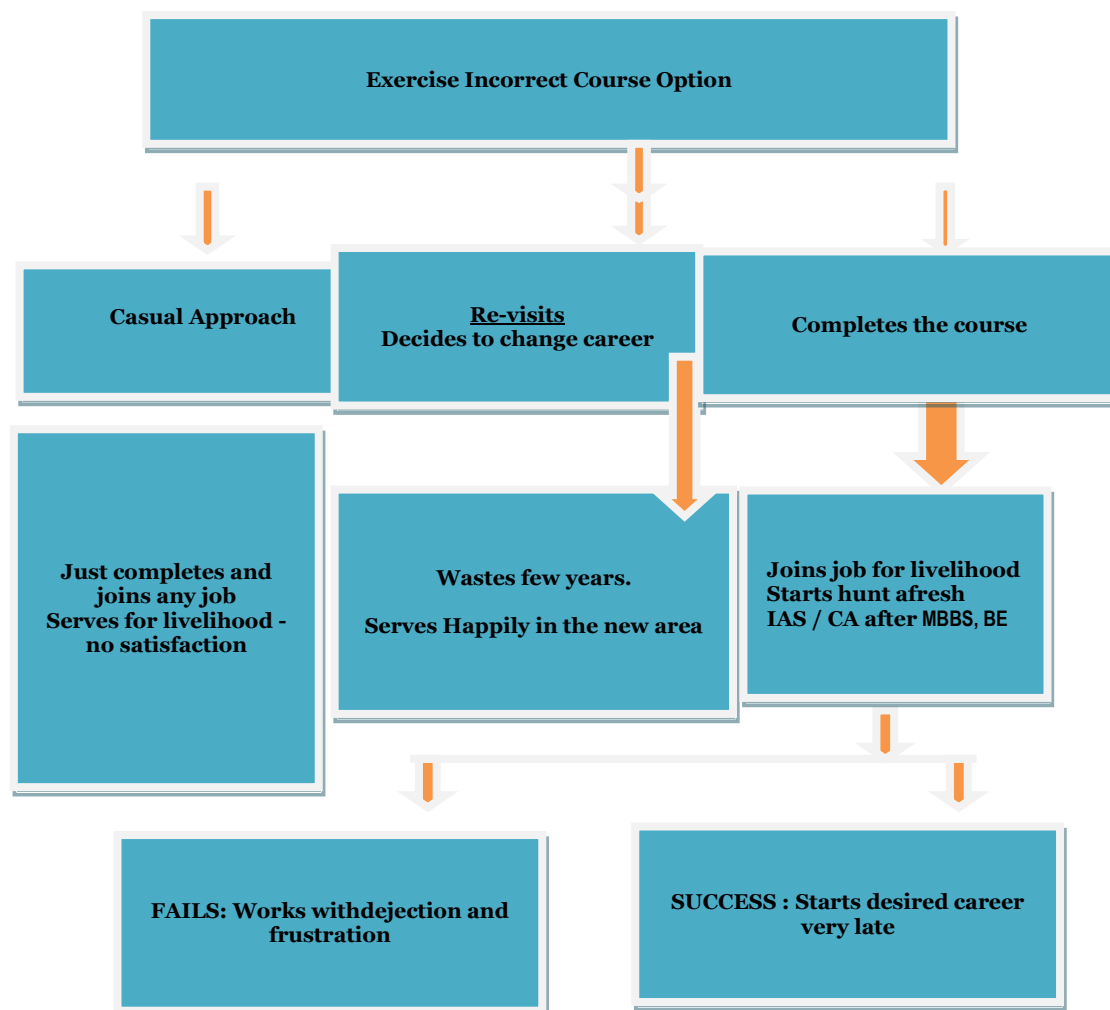 Exercise Incorrect Course Option
Casual Approach
Re-visits
Decides to change career
Completes the course
Just completes and
joins any job
Serves for livelihood -
no satisfaction
Wastes few years.
Serves Happily in the new area
Joins job for livelihood
Starts hunt afresh
IAS / CA after MBBS, BE
FAILS: Works withdejection and
frustration
SUCCESS : Starts desired career
very late